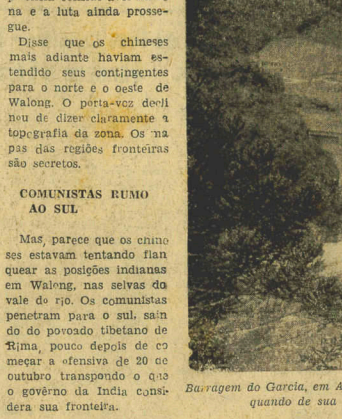 na e a luta ainda prosse-
gue.
Disse que os chineses
mais adiante haviam es-
tendido seus contingentes
para o norte e o oeste de
Walong. O porta-voz decli
nou de dizer claramente a
topografia da zona. Os ma
pas das regiões fronteiras
são secretos.
COMUNISTAS RUMO
AO SUL
Mas, parece que os chine
ses estavam tentando flan
quear as posições indianas
em Walong, nas selvas do
vale do rio. Os comunistas
penetram para o sul, sain
do do povoado tibetano de
Rima, pouco depois de co
meçar a ofensiva de 20 de
outubro transpondo o que
o govêrno da India consi-
dera sua fronteira.
Barragem do Garcia, em A
quando de sua